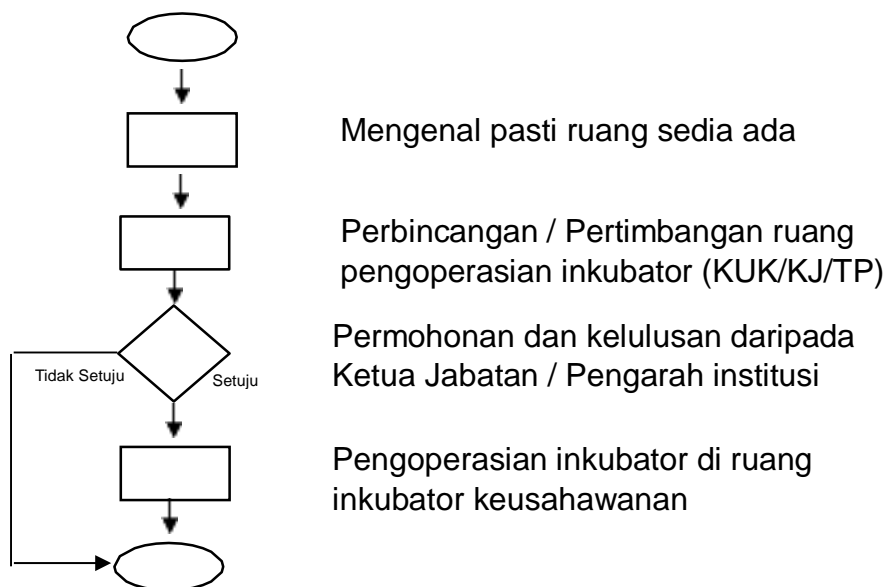 Mengenal pasti ruang sedia ada
Perbincangan / Pertimbangan ruang
pengoperasian inkubator (KUK/KJ/TP)
Permohonan dan kelulusan daripada
Ketua Jabatan / Pengarah institusi
Tidak Setuju
Setuju
Pengoperasian inkubator di ruang
inkubator keusahawanan